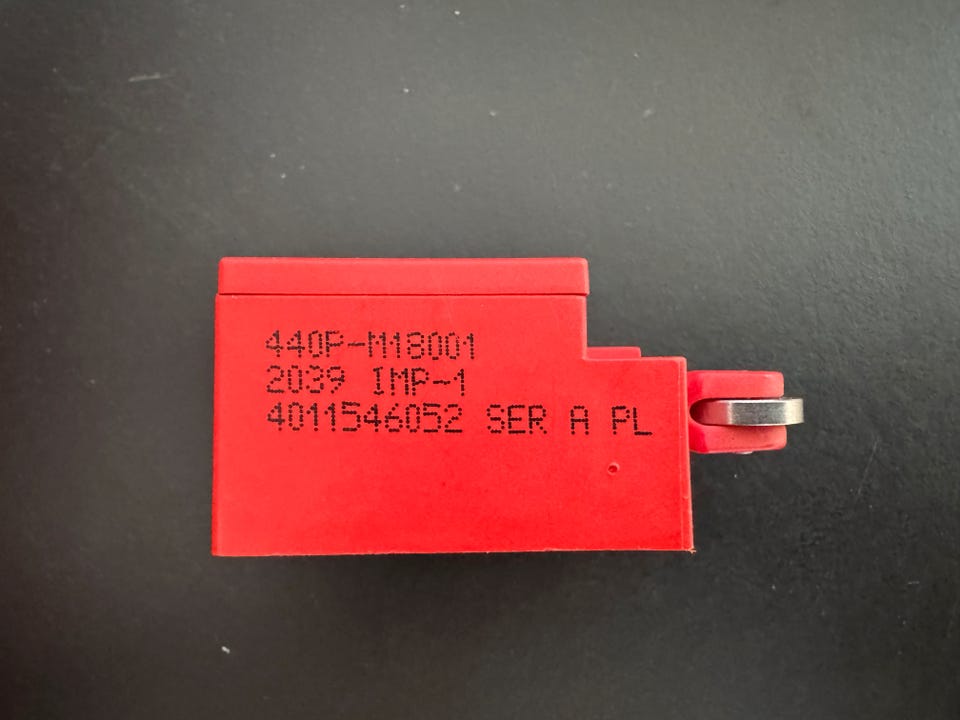 440P-M18001
2039 IMP-1
4011546052 SER A PL